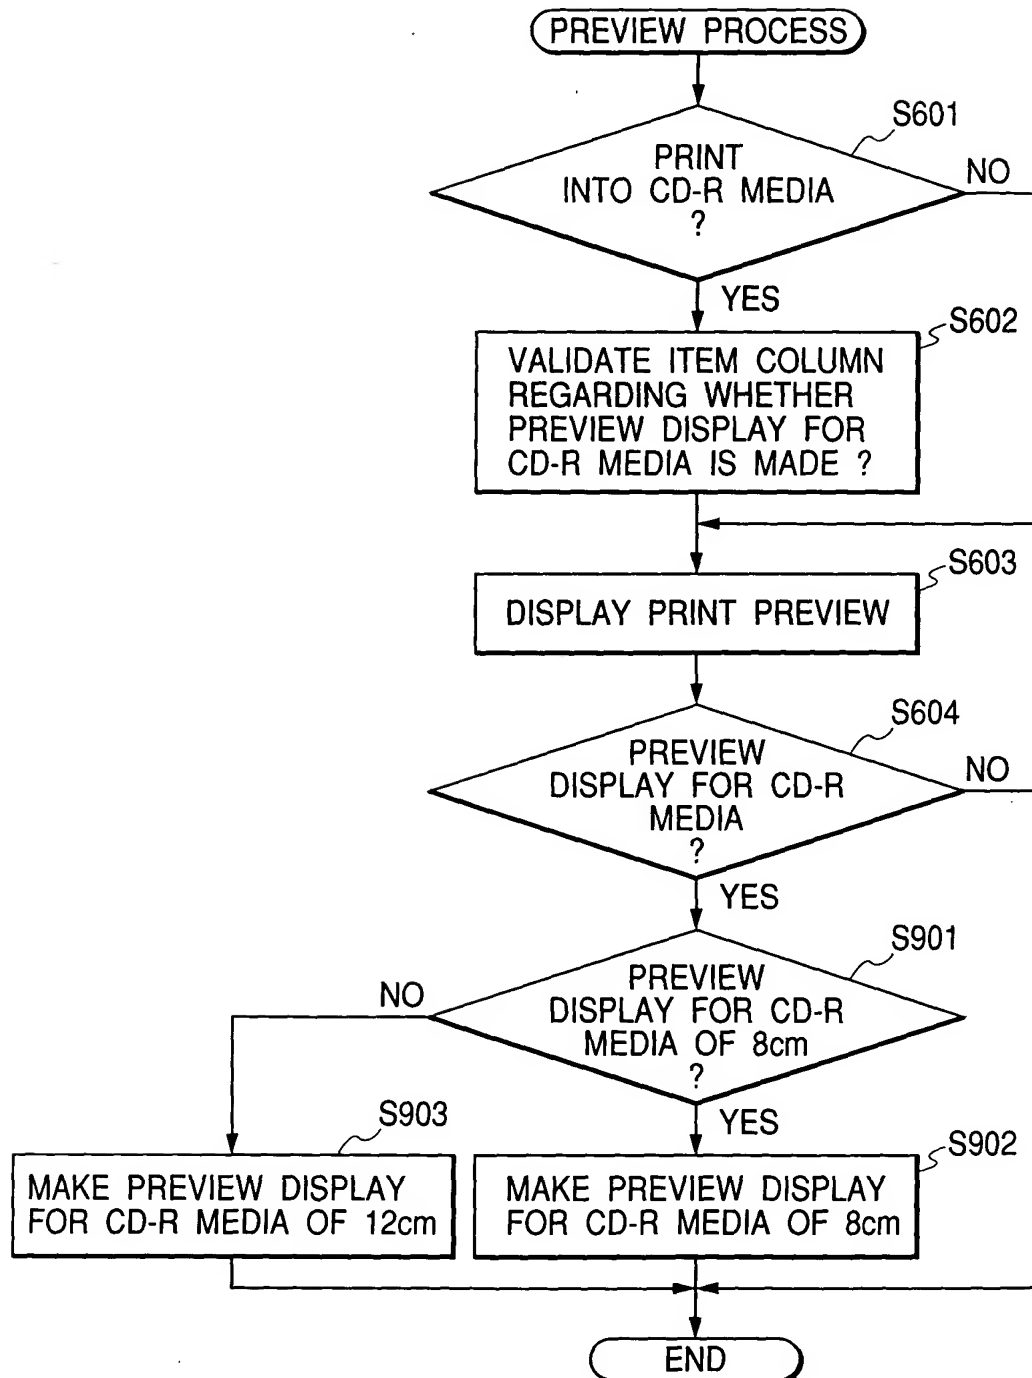 PREVIEW PROCESS
S601
PRINT
INTO CD-R MEDIA
?
NO
YES
S602
VALIDATE ITEM COLUMN
REGARDING WHETHER
PREVIEW DISPLAY FOR
CD-R MEDIA IS MADE ?
S603
DISPLAY PRINT PREVIEW
S604
PREVIEW
DISPLAY FOR CD-R
MEDIA
?
NO
YES
S901
PREVIEW
DISPLAY FOR CD-R
MEDIA OF 8cm
?
NO
YES
S903
MAKE PREVIEW DISPLAY
FOR CD-R MEDIA OF 12cm
S902
MAKE PREVIEW DISPLAY
FOR CD-R MEDIA OF 8cm
END